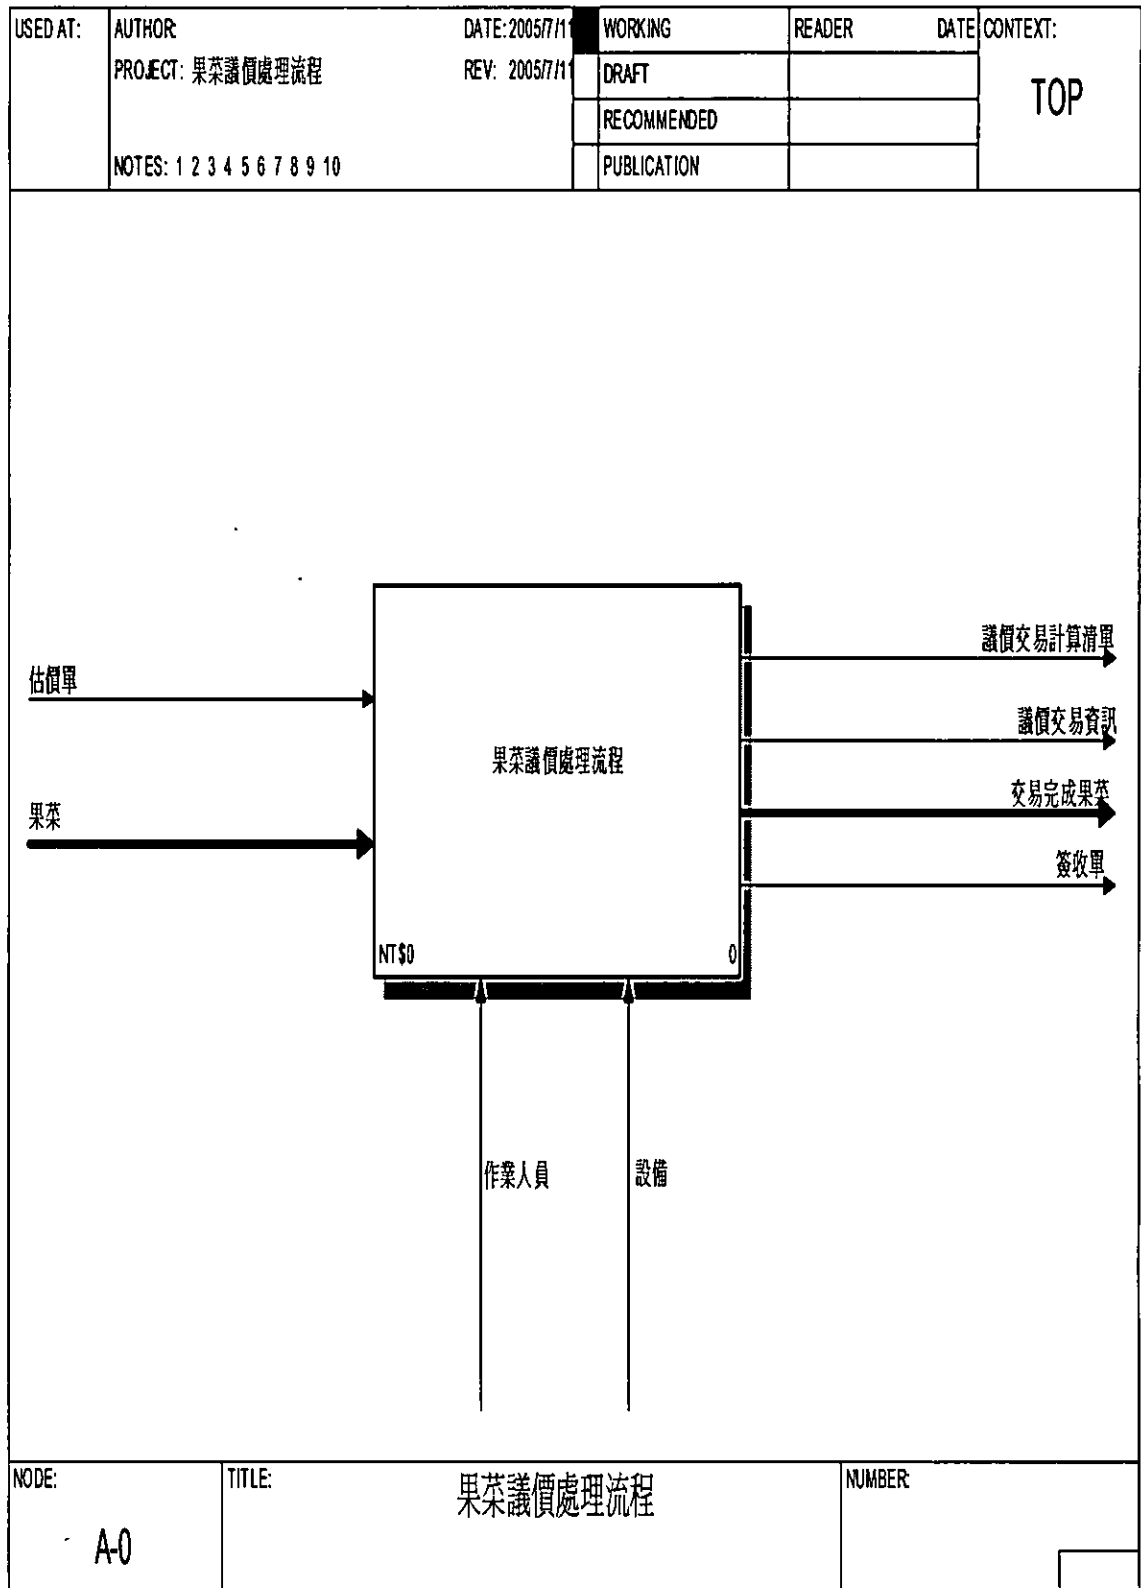 USED AT:
AUTHOR:
DATE: 2005/7/11
WORKING
READER
DATE
CONTEXT:
PROJECT: 果菜議價處理流程
REV: 2005/7/11
DRAFT
TOP
RECOMMENDED
NOTES: 1 2 3 4 5 6 7 8 9 10
PUBLICATION
議價交易計算清單
估價單
議價交易資訊
果菜議價處理流程
交易完成果菜
果菜
簽收單
NT$0
0
作業人員
設備
NODE:
TITLE:
果菜議價處理流程
NUMBER:
A-0